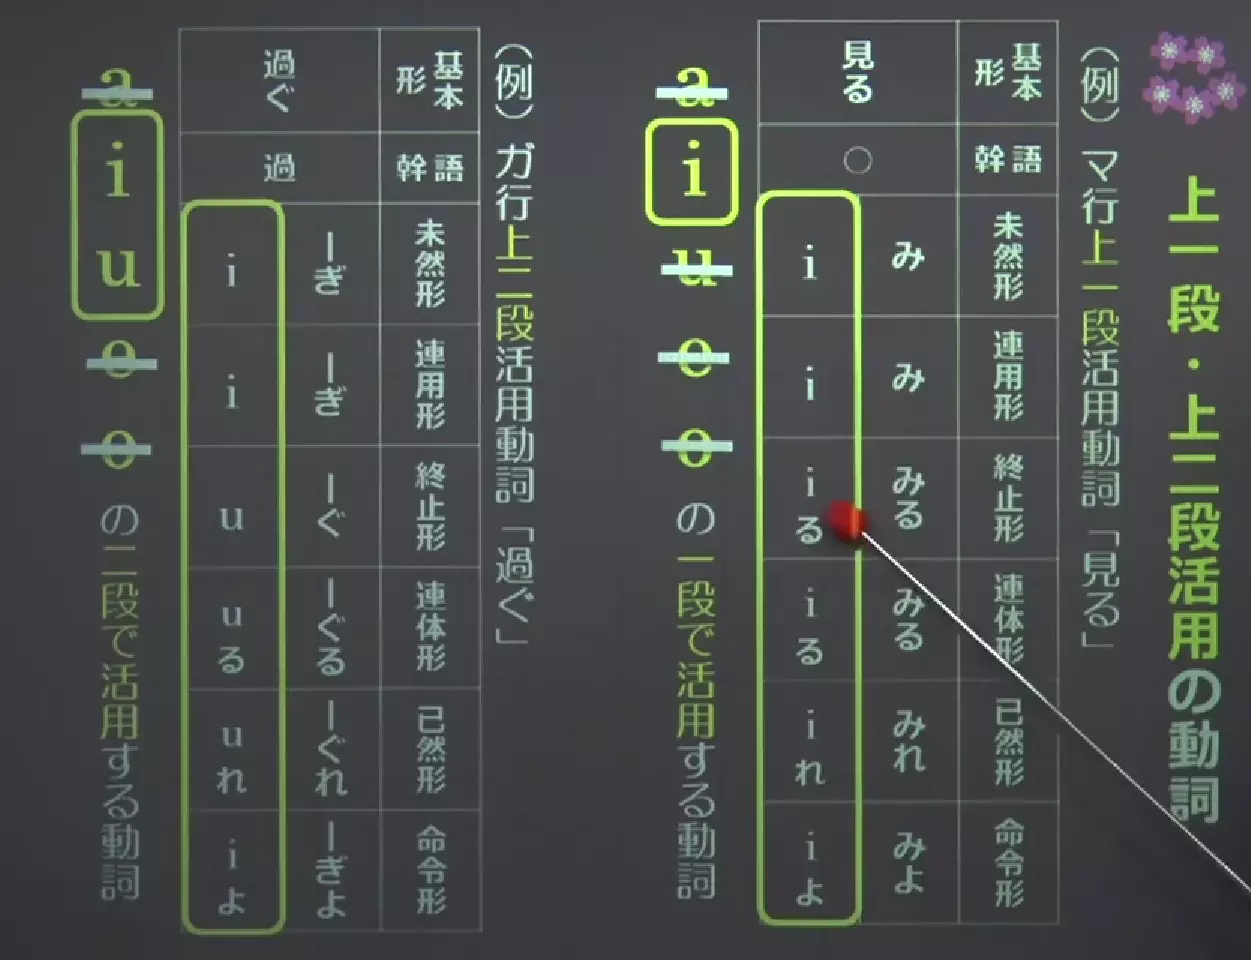 上一段・上二段活用の動詞
（例）マ行上一段活用動詞「見る」
基本形
語幹
未然形
連用形
終止形
連体形
已然形
命令形
見る
○
み
み
みる
みる
みれ
みよ
i
i
iる
iる
iれ
iよ
a i u e o の一段で活用する動詞
（例）ガ行上二段活用動詞「過ぐ」
基本形
語幹
未然形
連用形
終止形
連体形
已然形
命令形
過ぐ
過
ーぎ
ーぎ
ーぐ
ーぐる
ーぐれ
ーぎよ
i
i
u
uる
uれ
iよ
a i u e o の二段で活用する動詞